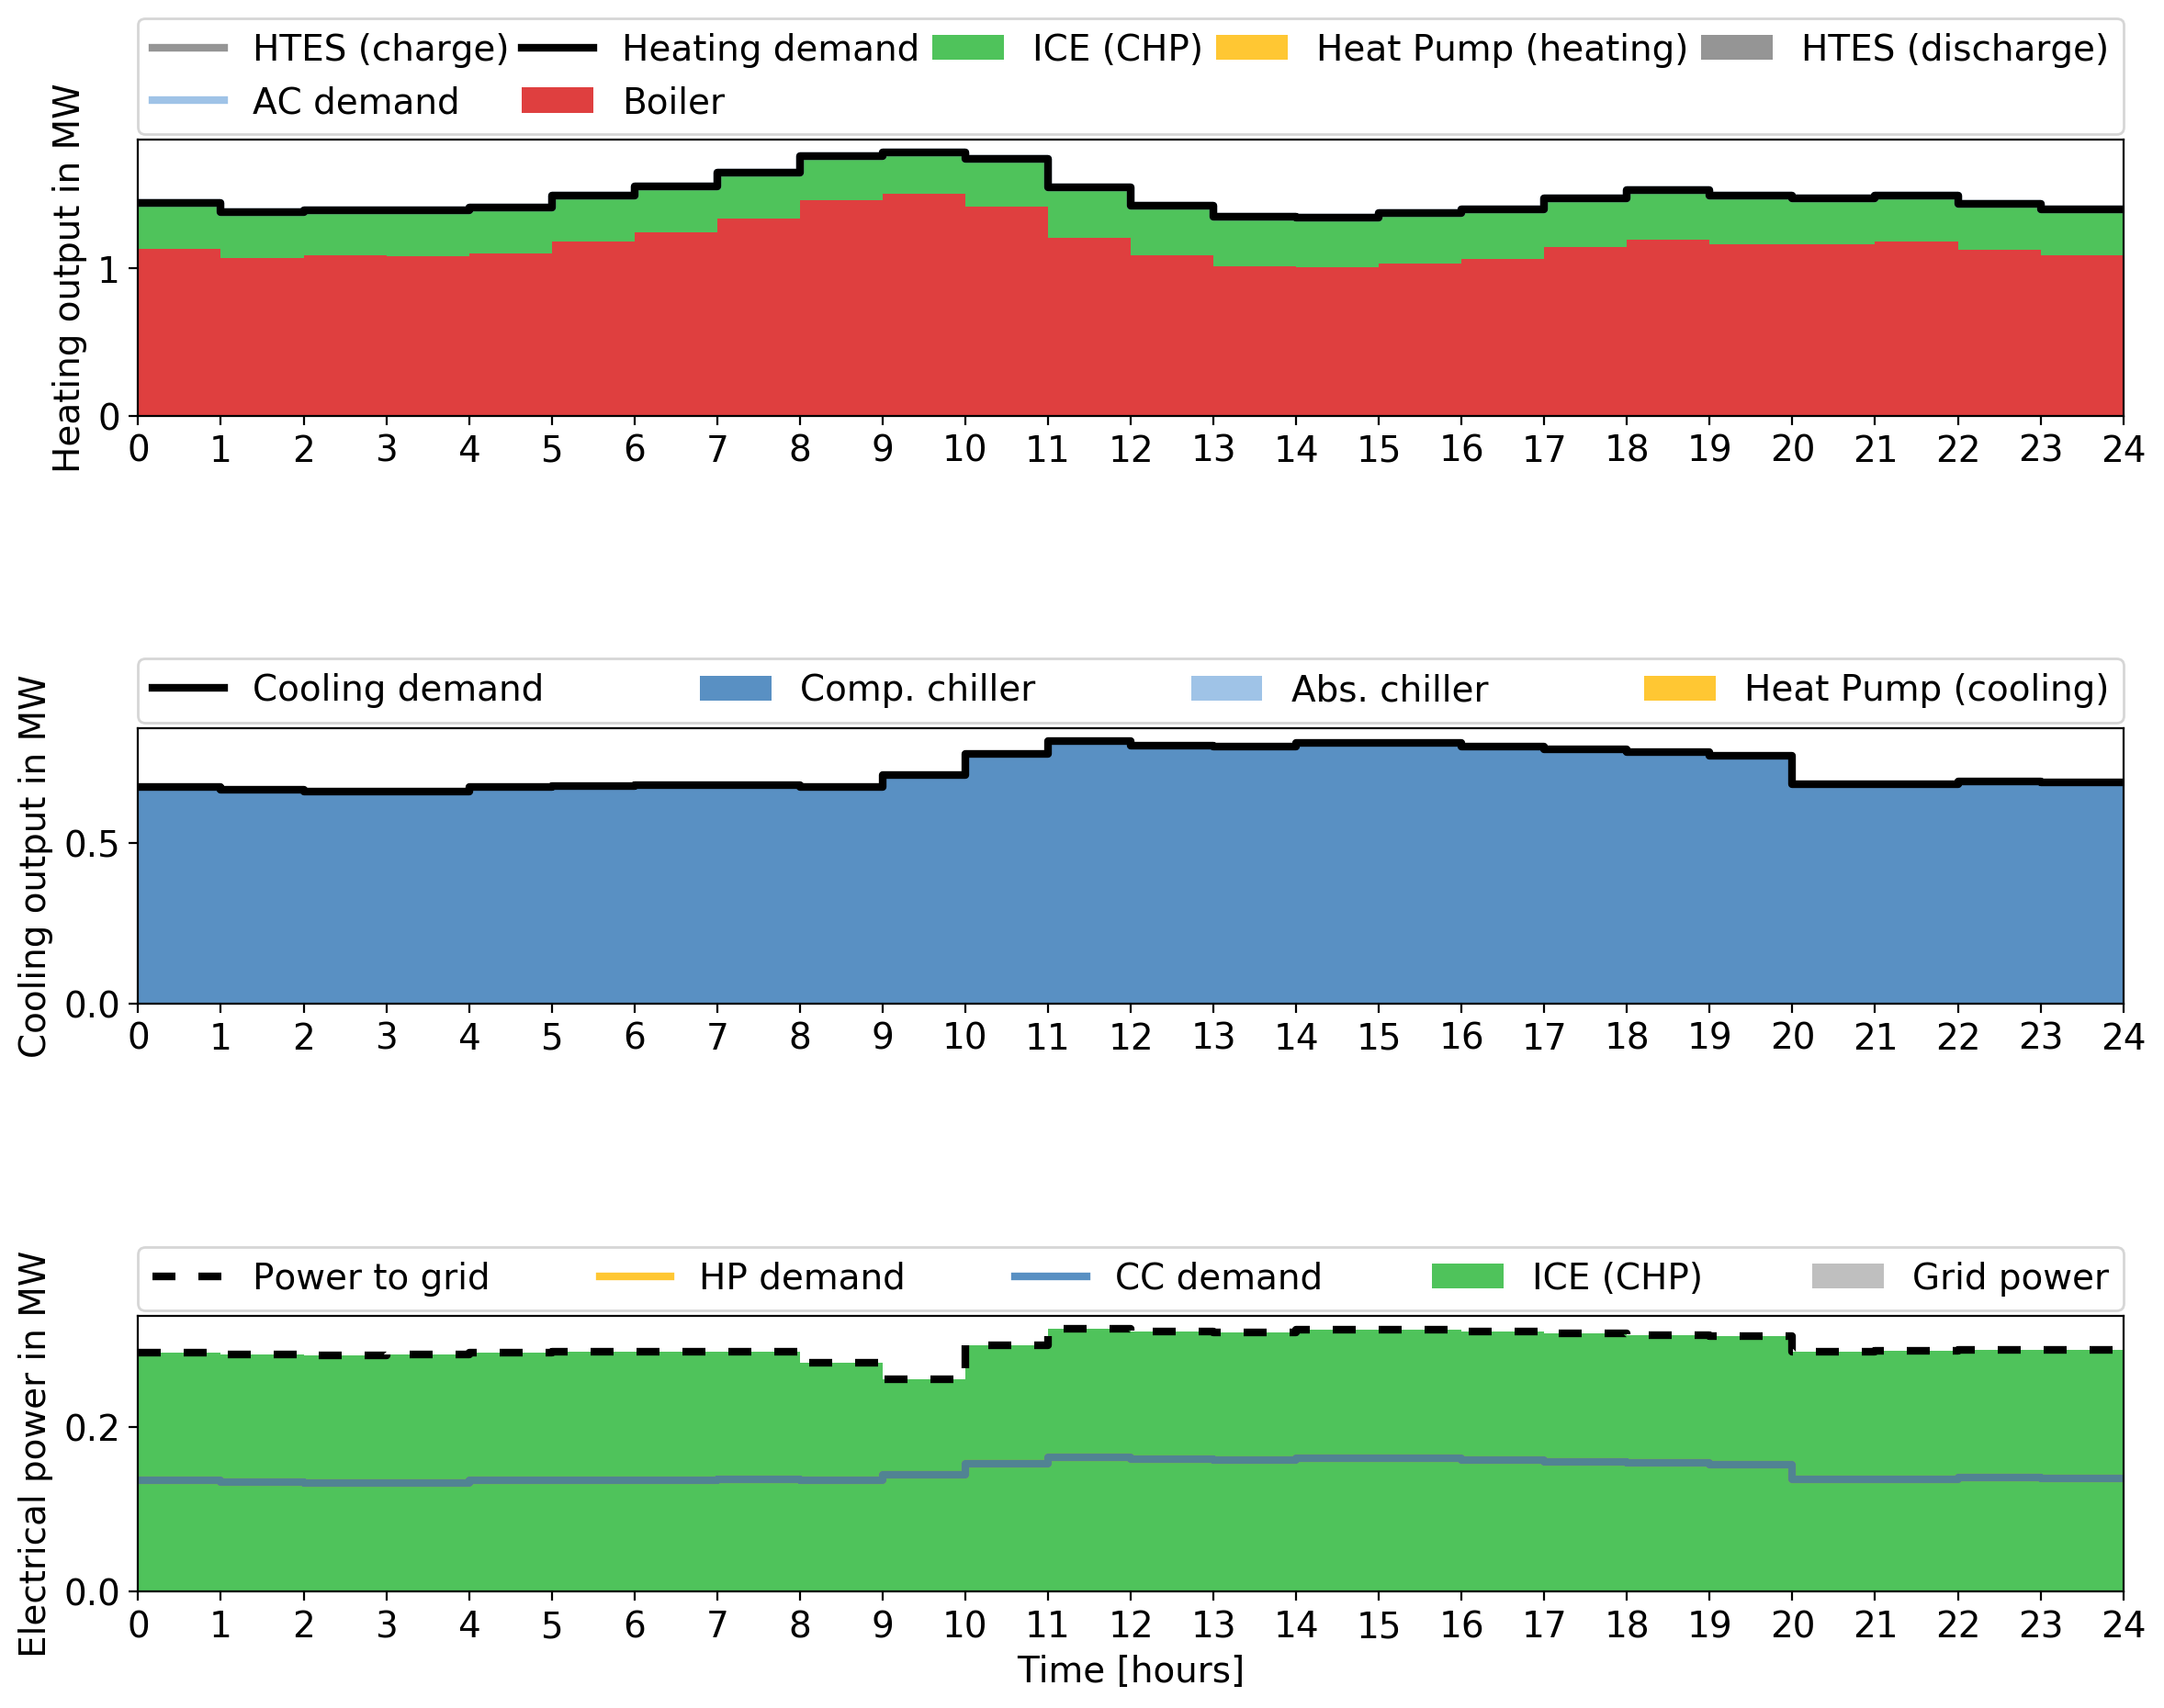 HTES (charge) Heating demand ICE (CHP) Heat Pump (heating) HTES (discharge)
AC demand Boiler
Heating output in MW
1
0
0 1 2 3 4 5 6 7 8 9 10 11 12 13 14 15 16 17 18 19 20 21 22 23 24
Cooling demand Comp. chiller Abs. chiller Heat Pump (cooling)
Cooling output in MW
0.5
0.0
0 1 2 3 4 5 6 7 8 9 10 11 12 13 14 15 16 17 18 19 20 21 22 23 24
Power to grid HP demand CC demand ICE (CHP) Grid power
Electrical power in MW
0.2
0.0
0 1 2 3 4 5 6 7 8 9 10 11 12 13 14 15 16 17 18 19 20 21 22 23 24
Time [hours]